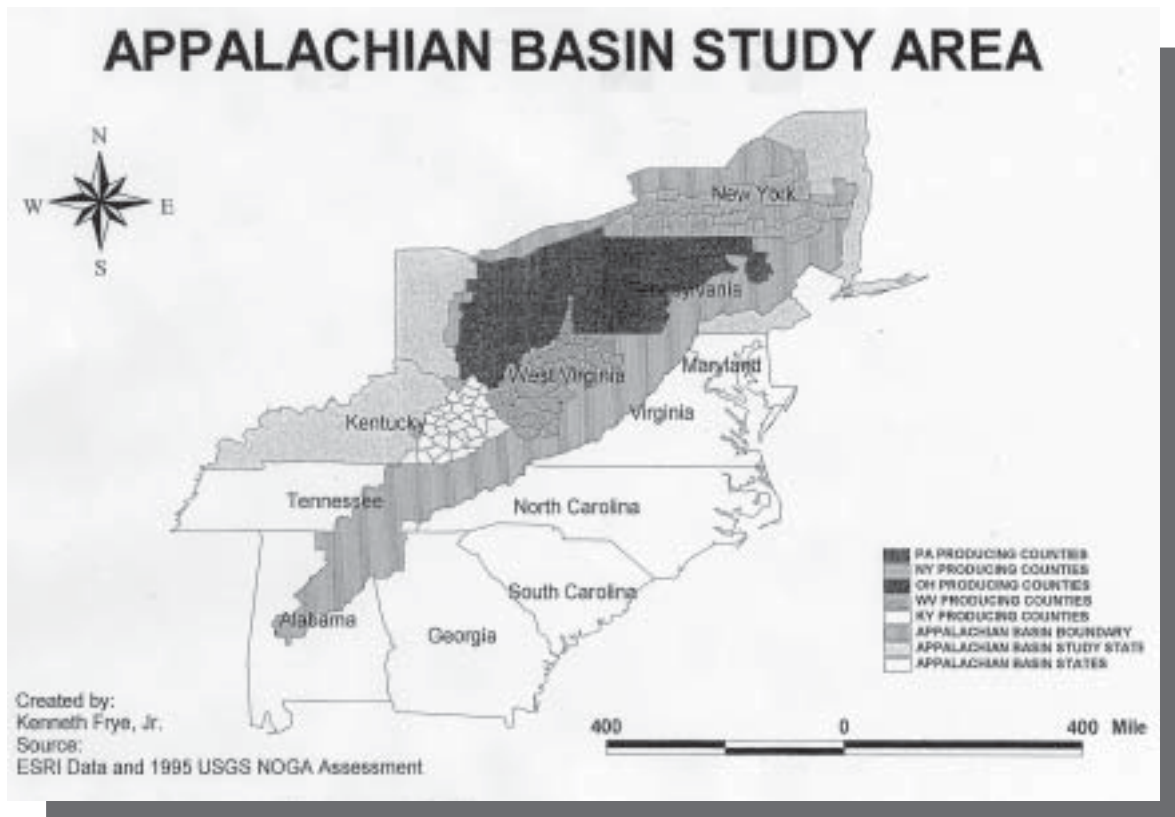 APPALACHIAN BASIN STUDY AREA
N
W E
S
New York
Pennsylvania
West Virginia
Maryland
Kentucky
Virginia
Tennessee
North Carolina
South Carolina
Alabama
Georgia
PA PRODUCING COUNTIES
NY PRODUCING COUNTIES
OH PRODUCING COUNTIES
WV PRODUCING COUNTIES
KY PRODUCING COUNTIES
APPALACHIAN BASIN BOUNDARY
APPALACHIAN BASIN STUDY STATE
APPALACHIAN BASIN STATES
Created by:
Kenneth Frye, Jr.
Source:
ESRI Data and 1995 USGS NOGA Assessment
400 0 400 Mile